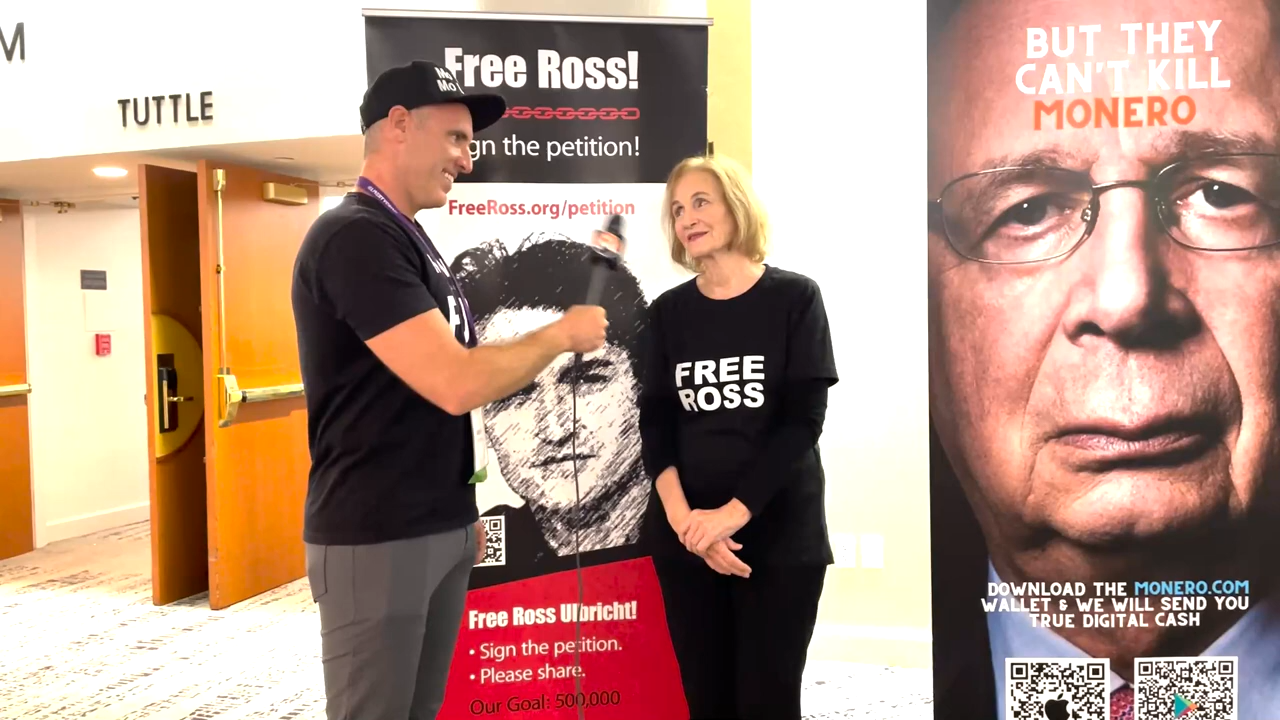 TUTTLE
Free Ross!
gn the petition!
FreeRoss.org/petition
FREE
ROSS
Free Ross Ulbricht!
• Sign the petition.
• Please share.
Our Goal: 500,000
BUT THEY
CAN'T KILL
MONERO
DOWNLOAD THE MONERO.COM
WALLET & WE WILL SEND YOU
TRUE DIGITAL CASH